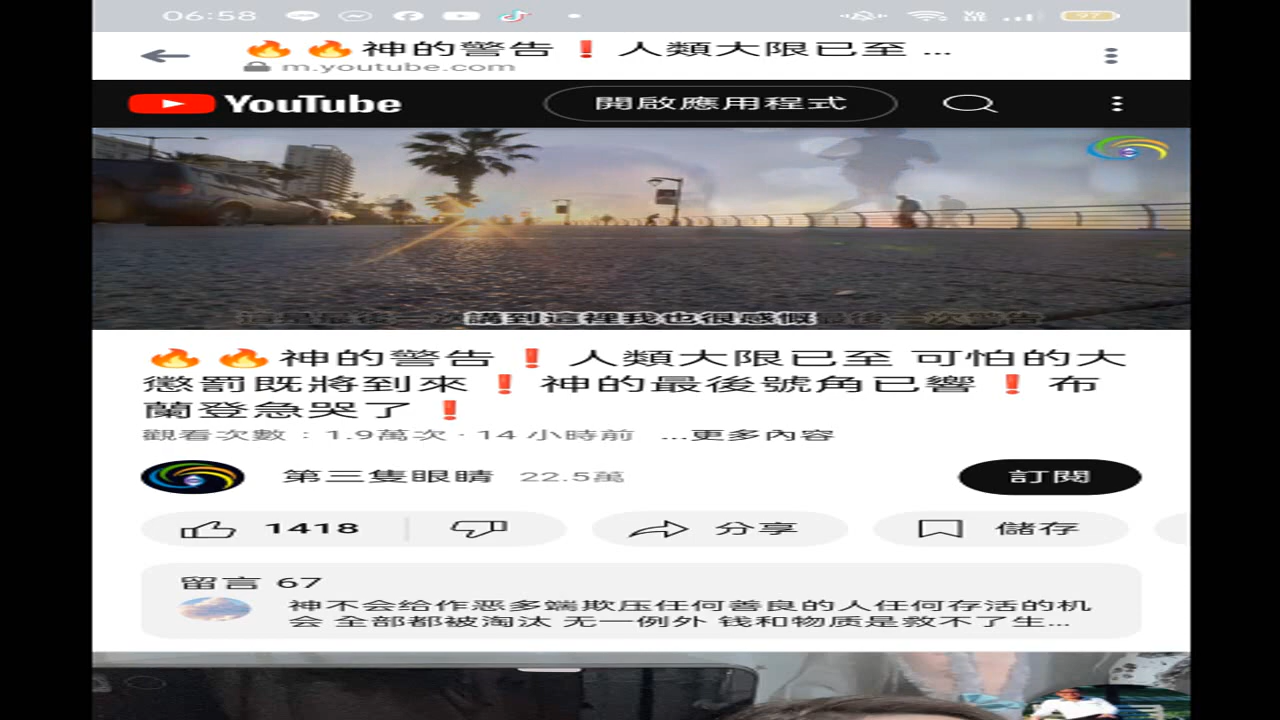 06:58
97
🔥 🔥神的警告❗人類大限已至 ...
m.youtube.com
YouTube
開啟應用程式
講到這裡我也很感慨
🔥 🔥神的警告❗人類大限已至 可怕的大
懲罰既將到來❗神的最後號角已響❗布
蘭登急哭了❗
觀看次數：1.9萬次 · 14 小時前 ...更多內容
第三隻眼睛 22.5萬
訂閱
1418
分享
儲存
留言 67
神不会给作恶多端欺压任何善良的人任何存活的机
会 全部都被淘汰 无一例外 钱和物质是救不了生...